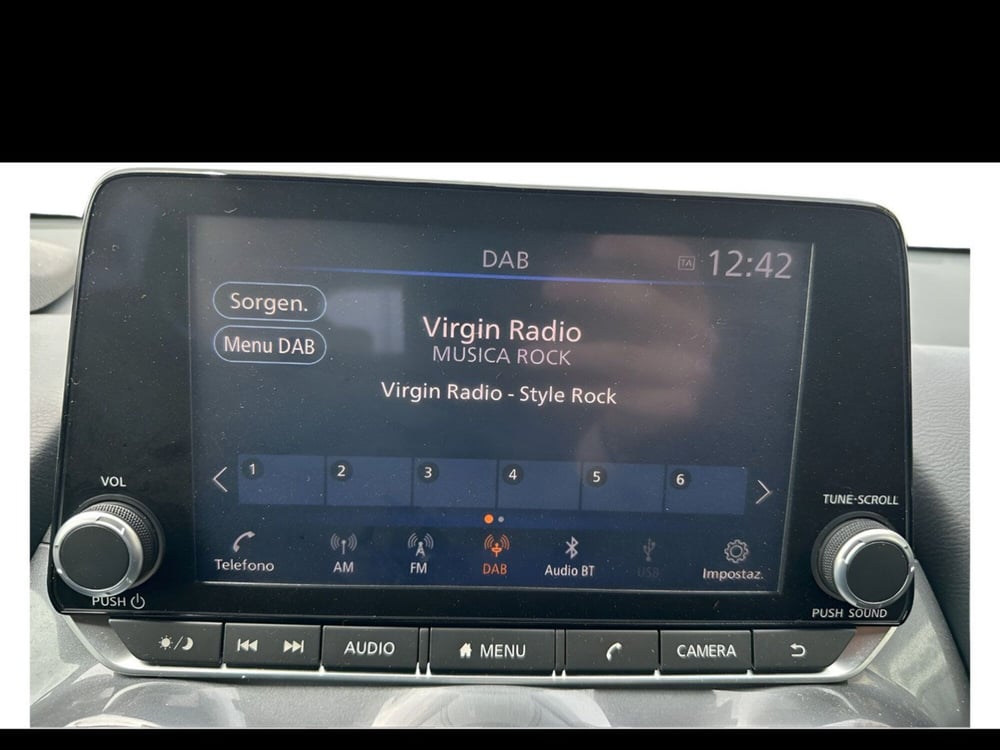 DAB
TA 12:42
Sorgen.
Menu DAB
Virgin Radio
MUSICA ROCK
Virgin Radio - Style Rock
1 2 3 4 5 6
Telefono AM FM DAB Audio BT USB Impostaz.
VOL
PUSH
TUNE·SCROLL
PUSH SOUND
AUDIO MENU CAMERA